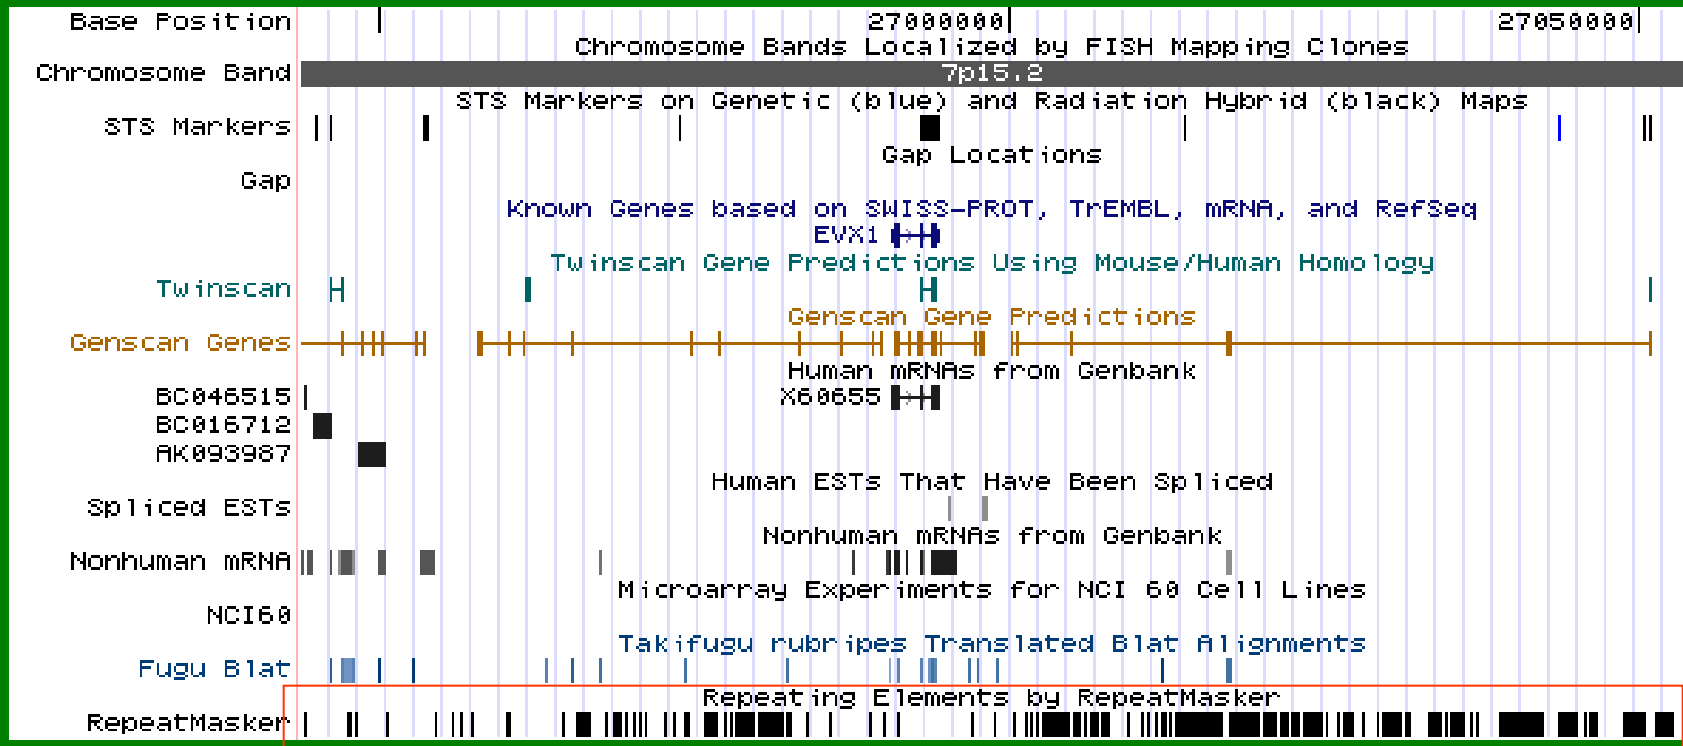 Base Position 27000000 27050000
Chromosome Bands Localized by FISH Mapping Clones
Chromosome Band 7p15.2
STS Markers on Genetic (blue) and Radiation Hybrid (black) Maps
STS Markers
Gap Locations
Gap
Known Genes based on SWISS-PROT, TrEMBL, mRNA, and RefSeq
EVX1
Twinscan Gene Predictions Using Mouse/Human Homology
Twinscan
Genscan Gene Predictions
Genscan Genes
Human mRNAs from Genbank
BC046515 X60655
BC016712
AK093987
Human ESTs That Have Been Spliced
Spliced ESTs
Nonhuman mRNAs from Genbank
Nonhuman mRNA
Microarray Experiments for NCI 60 Cell Lines
NCI60
Takifugu rubripes Translated Blat Alignments
Fugu Blat
Repeating Elements by RepeatMasker
RepeatMasker